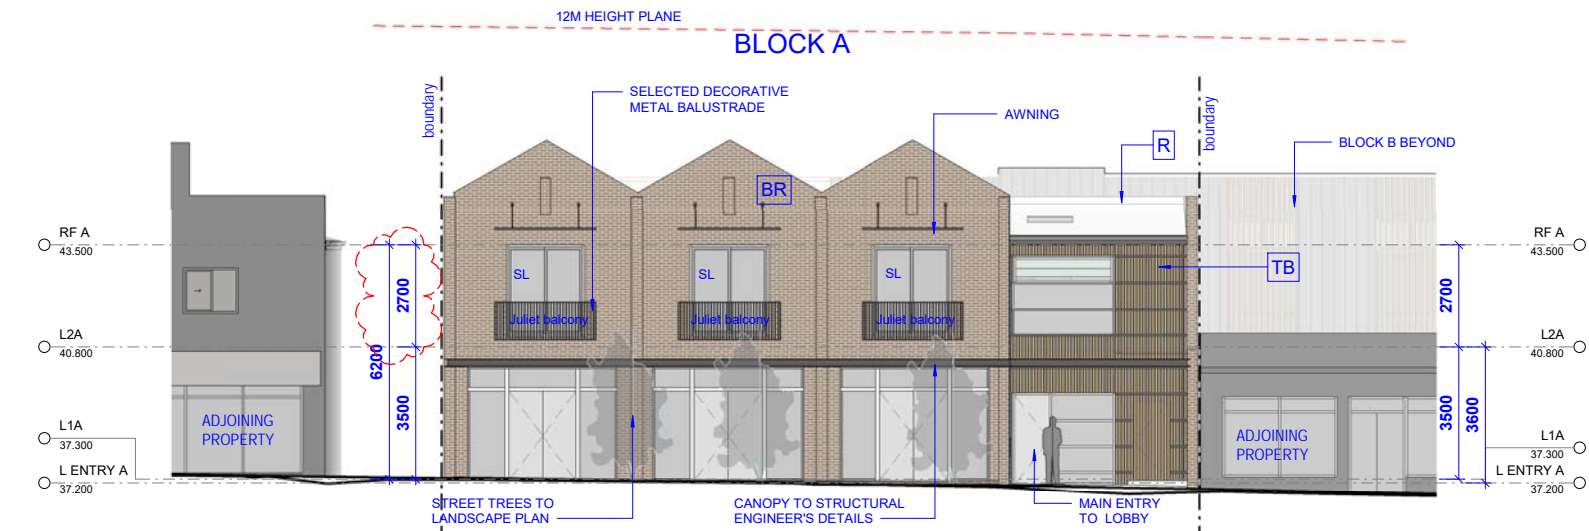 12M HEIGHT PLANE
BLOCK A
boundary
SELECTED DECORATIVE
METAL BALUSTRADE
AWNING
R
boundary
BLOCK B BEYOND
BR
RF A
43.500
2700
SL
SL
SL
TB
2700
RF A
43.500
Juliet balcony
Juliet balcony
Juliet balcony
L2A
40.800
6200
L2A
40.800
3500
3500
3600
ADJOINING
PROPERTY
ADJOINING
PROPERTY
L1A
37.300
L1A
37.300
L ENTRY A
37.200
L ENTRY A
37.200
STREET TREES TO
LANDSCAPE PLAN
CANOPY TO STRUCTURAL
ENGINEER'S DETAILS
MAIN ENTRY
TO LOBBY